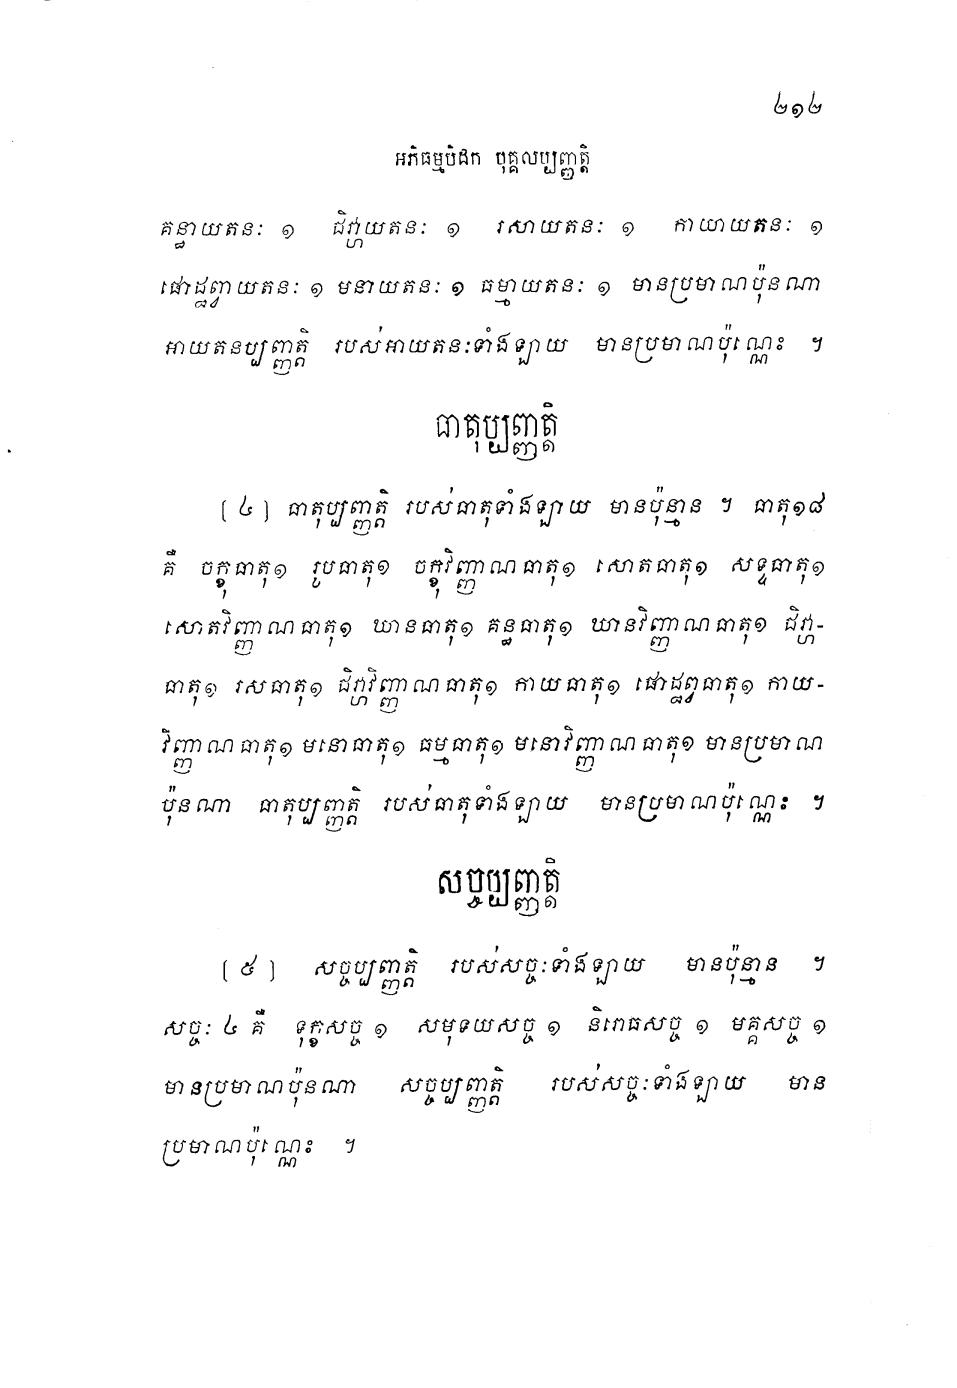 ២១២
អភិធម្មបិដក បុគ្គលប្បញ្ញត្តិ
គន្ធាយតនៈ ១ ជិវ្ហាយតនៈ ១ រសាយតនៈ ១ កាយាយតនៈ ១
ផោដ្ឋព្វាយតនៈ ១ មនាយតនៈ ១ ធម្មាយតនៈ ១ មានប្រមាណប៉ុនណា
អាយតនប្បញ្ញត្តិ របស់អាយតនៈទាំងឡាយ មានប្រមាណប៉ុណ្ណេះ ។
ធាតុប្បញ្ញត្តិ
(៤) ធាតុប្បញ្ញត្តិ របស់ធាតុទាំងឡាយ មានប៉ុន្មាន ។ ធាតុ១៨
គឺ ចក្ខុធាតុ១ រូបធាតុ១ ចក្ខុវិញ្ញាណធាតុ១ សោតធាតុ១ សទ្ទធាតុ១
សោតវិញ្ញាណធាតុ១ ឃានធាតុ១ គន្ធធាតុ១ ឃានវិញ្ញាណធាតុ១ ជិវ្ហា-
ធាតុ១ រសធាតុ១ ជិវ្ហាវិញ្ញាណធាតុ១ កាយធាតុ១ ផោដ្ឋព្វធាតុ១ កាយ-
វិញ្ញាណធាតុ១ មនោធាតុ១ ធម្មធាតុ១ មនោវិញ្ញាណធាតុ១ មានប្រមាណ
ប៉ុនណា ធាតុប្បញ្ញត្តិ របស់ធាតុទាំងឡាយ មានប្រមាណប៉ុណ្ណេះ ។
សច្ចប្បញ្ញត្តិ
(៥) សច្ចប្បញ្ញត្តិ របស់សច្ចៈទាំងឡាយ មានប៉ុន្មាន ។
សច្ចៈ ៤ គឺ ទុក្ខសច្ច ១ សមុទយសច្ច ១ និរោធសច្ច ១ មគ្គសច្ច ១
មានប្រមាណប៉ុនណា សច្ចប្បញ្ញត្តិ របស់សច្ចៈទាំងឡាយ មាន
ប្រមាណប៉ុណ្ណេះ ។